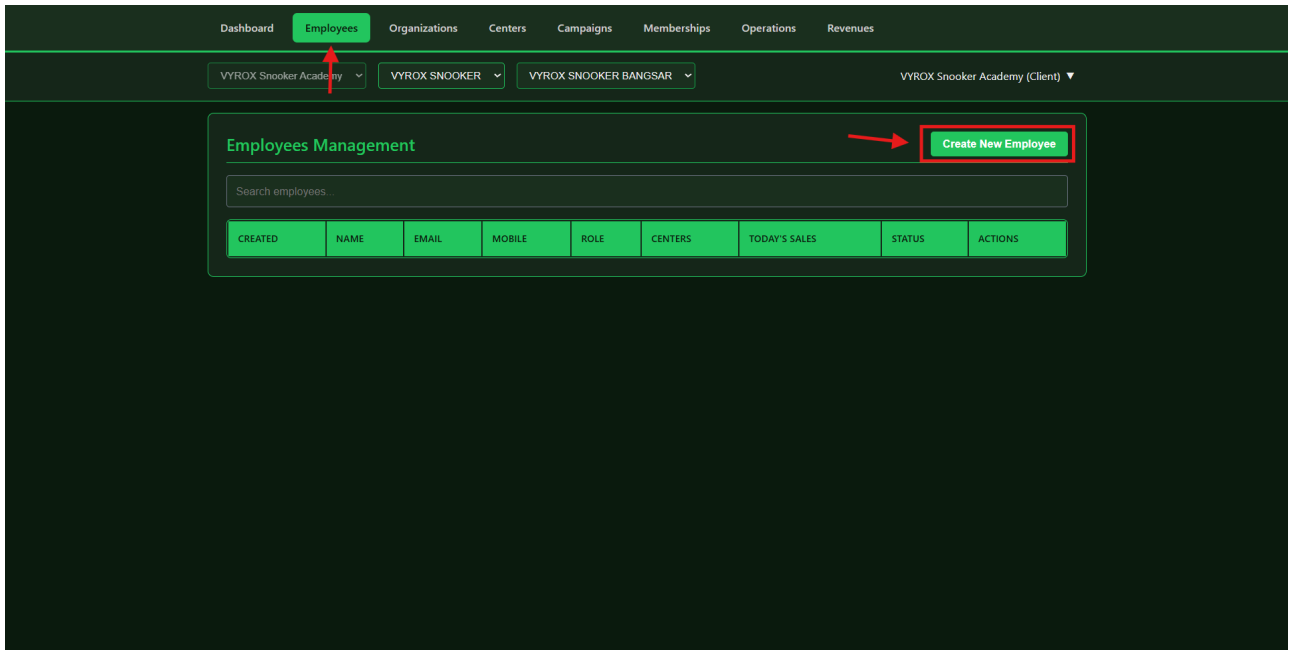 Dashboard Employees Organizations Centers Campaigns Memberships Operations Revenues
VYROX Snooker Academy VYROX SNOOKER VYROX SNOOKER BANGSAR VYROX Snooker Academy (Client) ▼
Employees Management Create New Employee
Search employees...
CREATED NAME EMAIL MOBILE ROLE CENTERS TODAY'S SALES STATUS ACTIONS